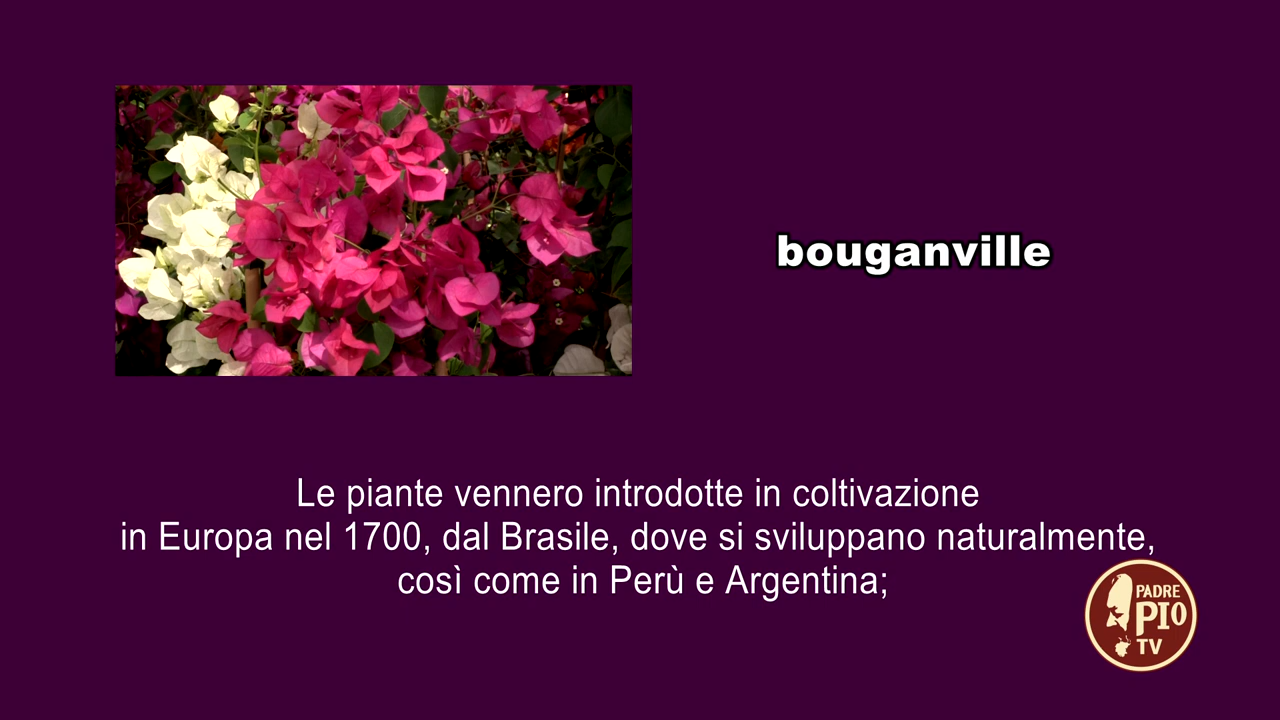 bouganville
Le piante vennero introdotte in coltivazione
in Europa nel 1700, dal Brasile, dove si sviluppano naturalmente,
così come in Perù e Argentina;
PADRE
PIO
TV